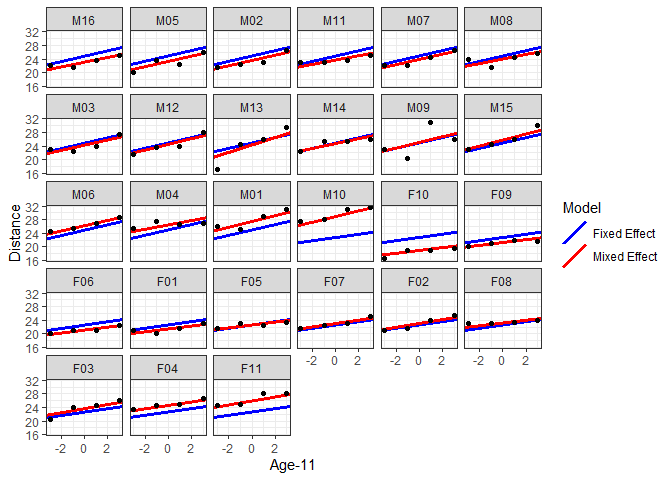 M16 M05 M02 M11 M07 M08
32
28
24
20
16
M03 M12 M13 M14 M09 M15
32
28
24
20
16
M06 M04 M01 M10 F10 F09
32
28
24
20
16
F06 F01 F05 F07 F02 F08
32
28
24
20
16
F03 F04 F11
32
28
24
20
16
-2 0 2 -2 0 2 -2 0 2
-2 0 2 -2 0 2 -2 0 2
Age-11
Distance
Model
Fixed Effect
Mixed Effect